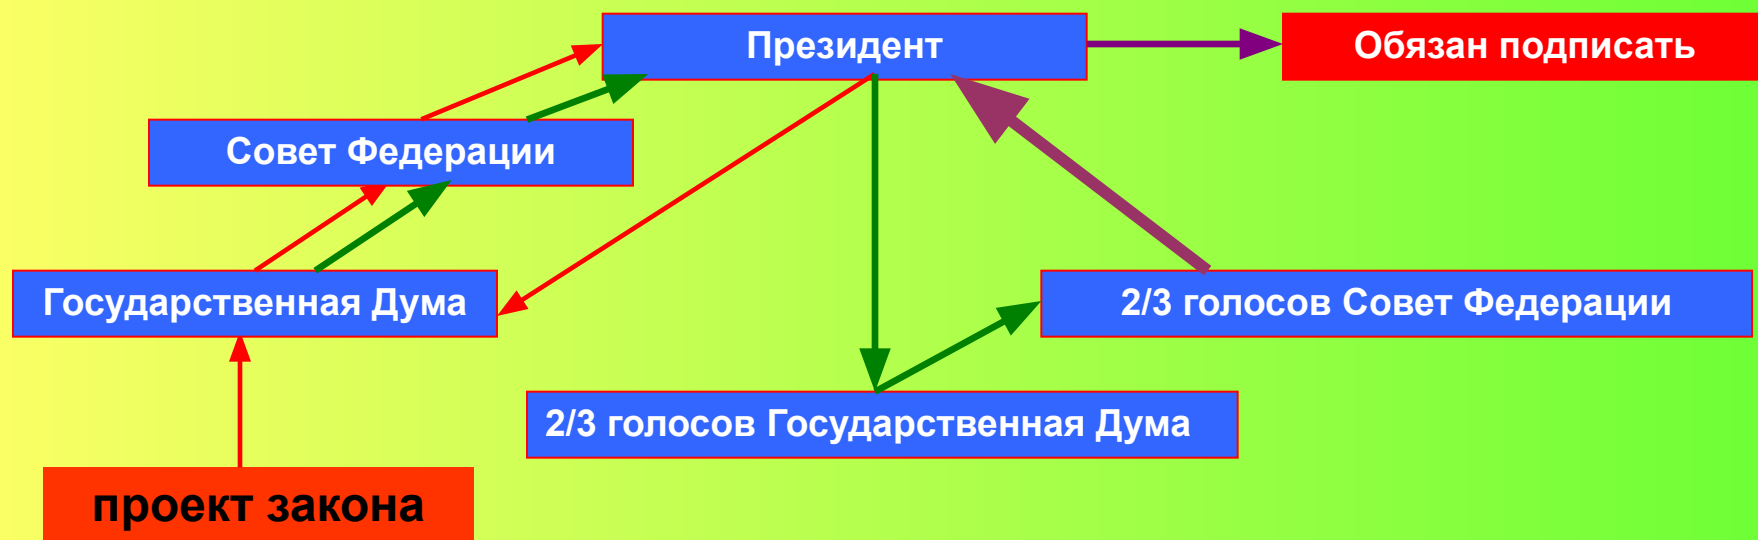 Президент
Обязан подписать
Совет Федерации
Государственная Дума
2/3 голосов Совет Федерации
2/3 голосов Государственная Дума
проект закона